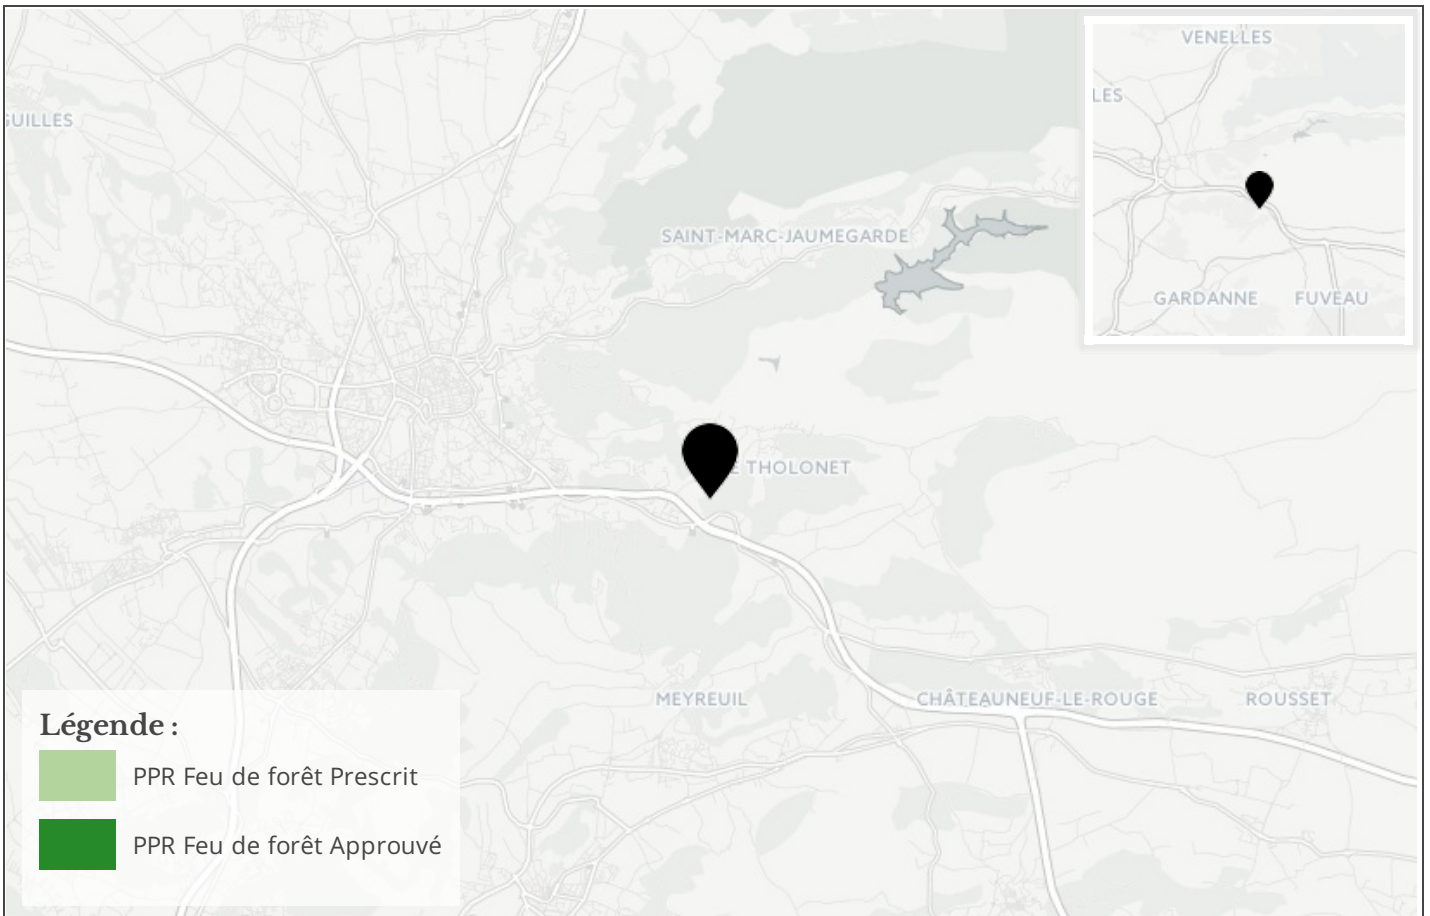 VENELLES
LES
GUILLES
SAINT-MARC-JAUMEGARDE
GARDANNE
FUVEAU
E THOLONET
MEYREUIL
CHÂTEAUNEUF-LE-ROUGE
ROUSSET
Légende :
PPR Feu de forêt Prescrit
PPR Feu de forêt Approuvé